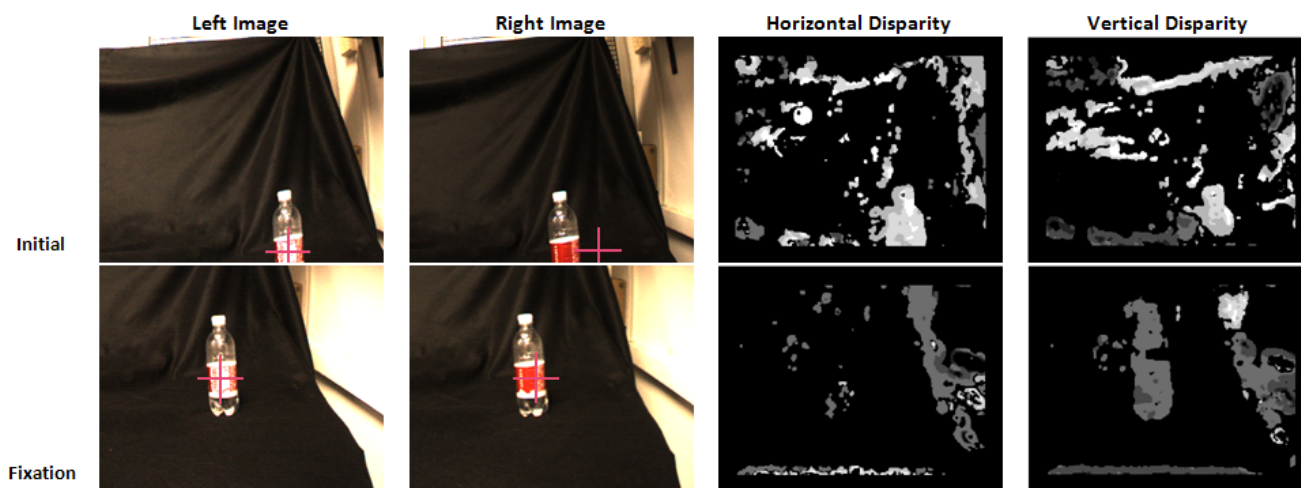 Left Image
Right Image
Horizontal Disparity
Vertical Disparity
Initial
Fixation